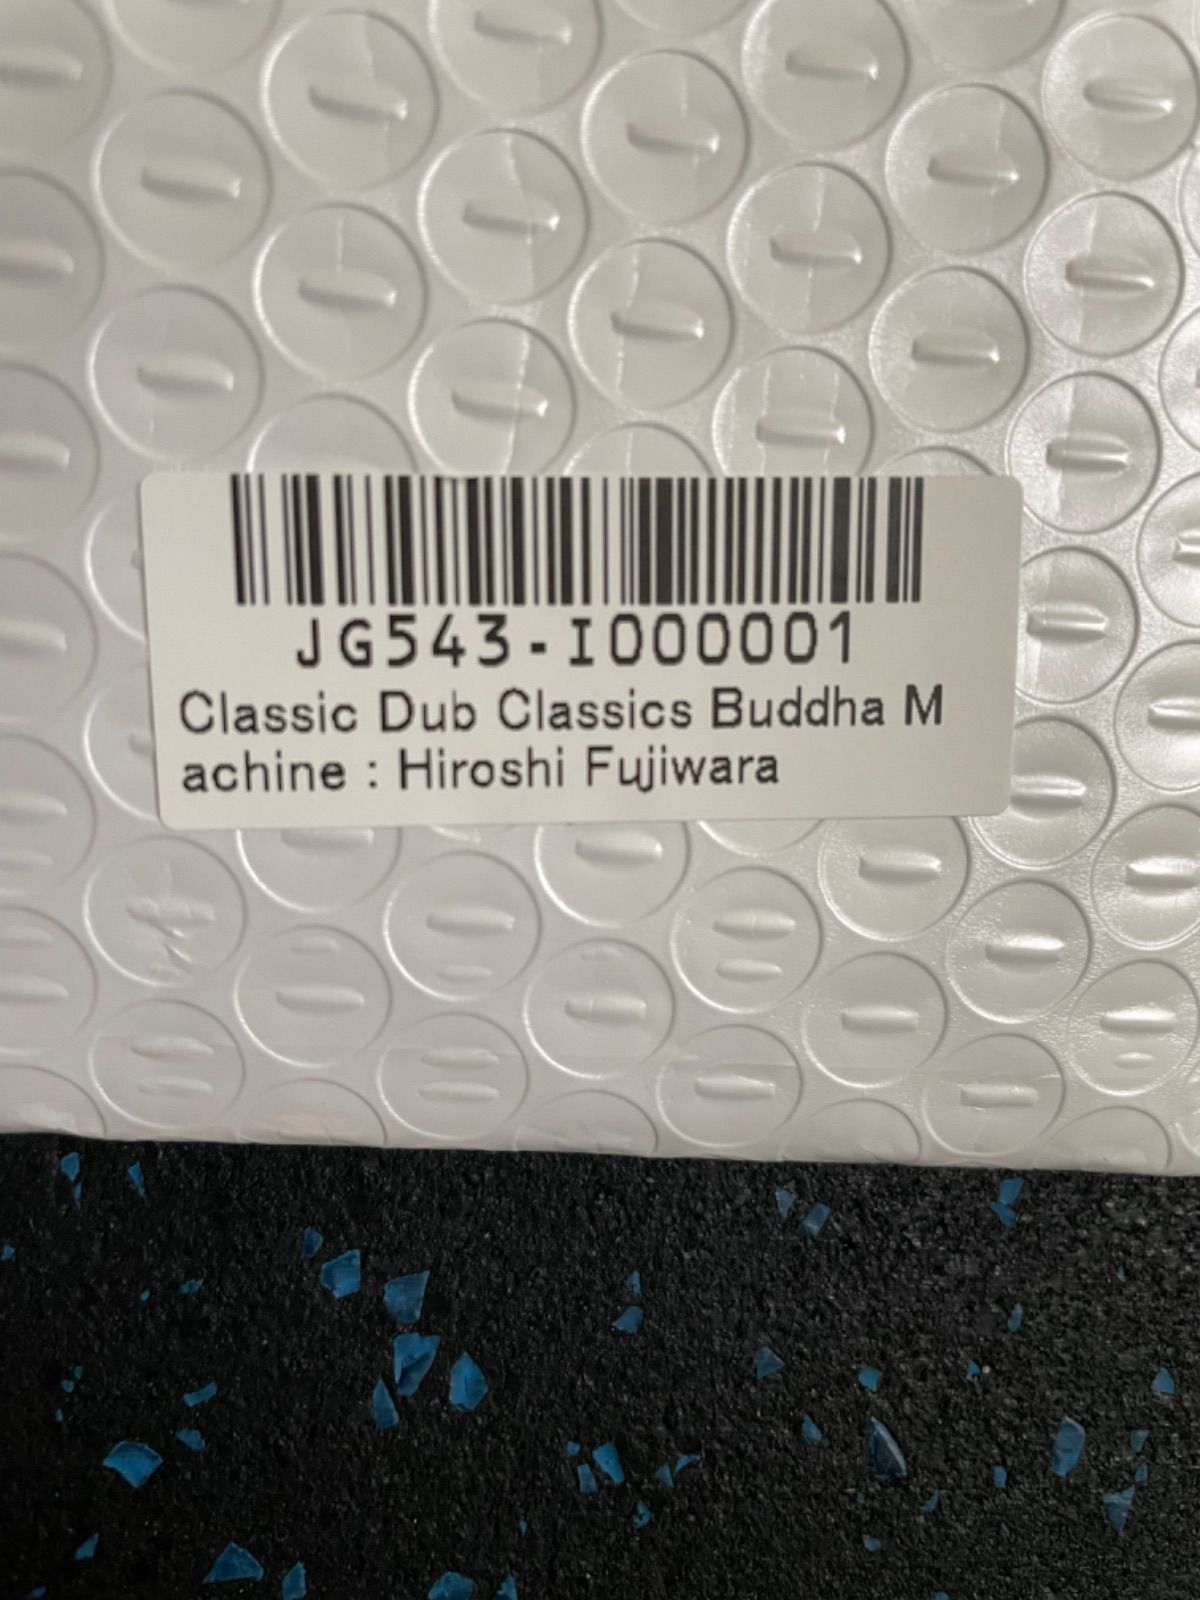 JG543-I000001
Classic Dub Classics Buddha M
achine : Hiroshi Fujiwara